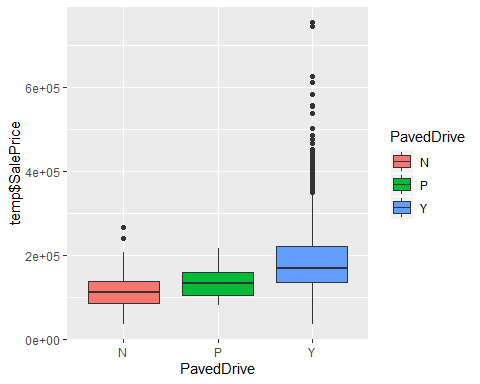 temp$SalePrice
6e+05
4e+05
2e+05
0e+00
N
P
Y
PavedDrive
PavedDrive
N
P
Y